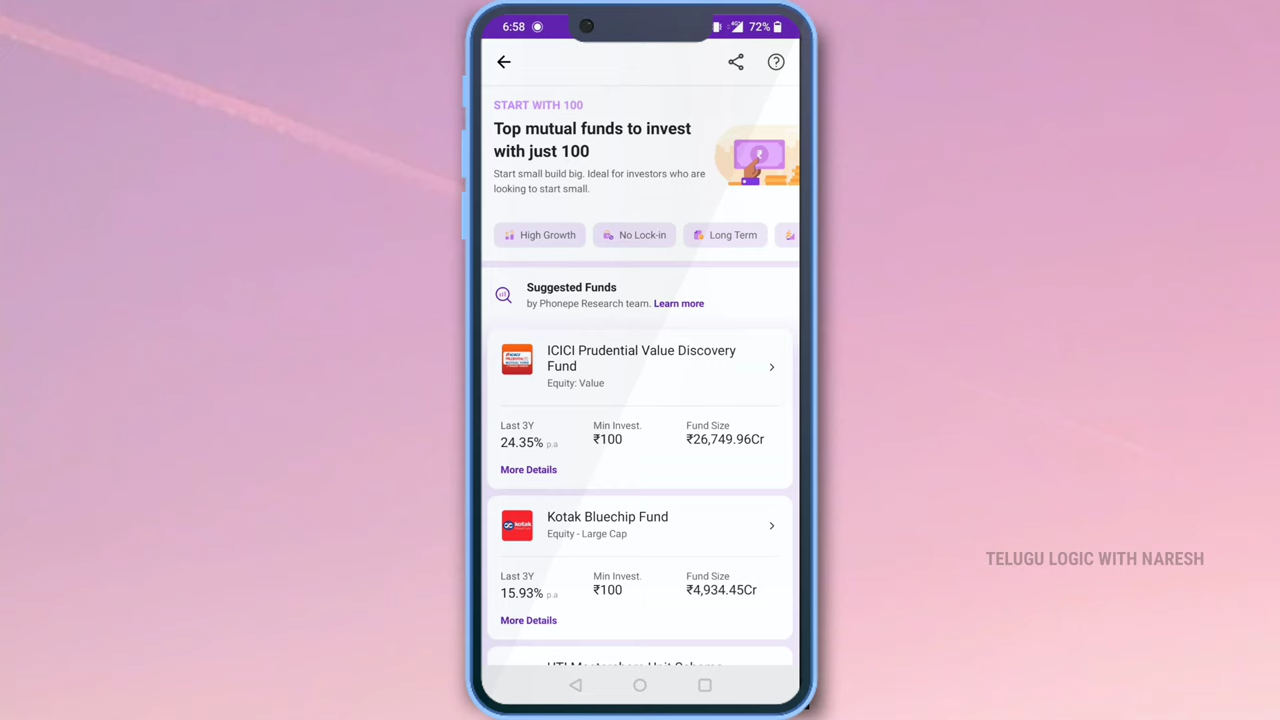 6:58
72%
START WITH 100
Top mutual funds to invest
with just 100
Start small build big. Ideal for investors who are
looking to start small.
High Growth
No Lock-in
Long Term
Suggested Funds
by Phonepe Research team. Learn more
ICICI Prudential Value Discovery
Fund
Equity: Value
Last 3Y Min Invest. Fund Size
24.35% p.a ₹100 ₹26,749.96Cr
More Details
kotak
Kotak Bluechip Fund
Equity - Large Cap
Last 3Y Min Invest. Fund Size
15.93% p.a ₹100 ₹4,934.45Cr
More Details
TELUGU LOGIC WITH NARESH